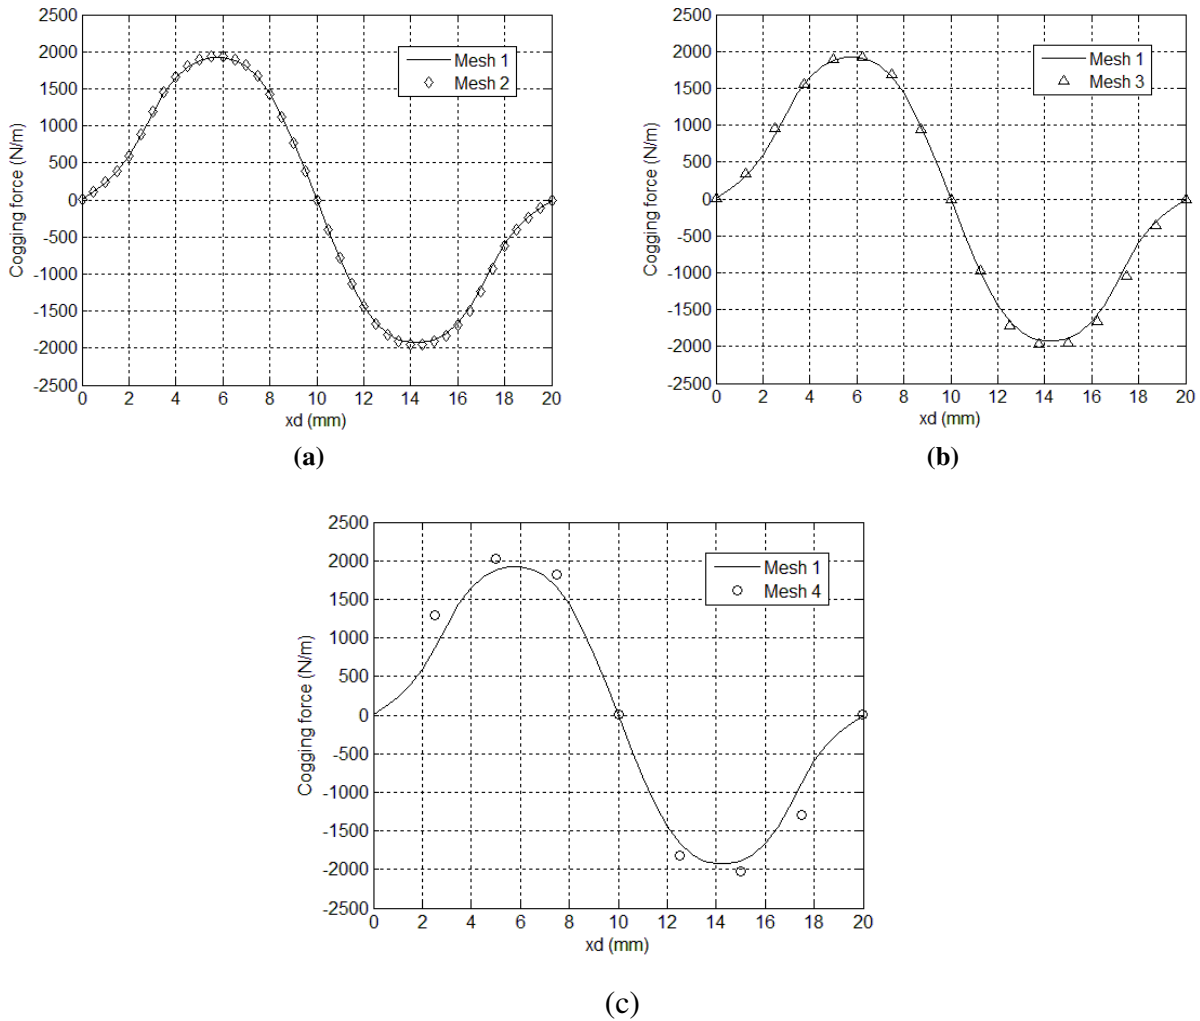 2500
2000
1500
1000
500
0
-500
-1000
-1500
-2000
-2500
Cogging force (N/m)
Mesh 1
Mesh 2
0 2 4 6 8 10 12 14 16 18 20
xd (mm)
(a)
2500
2000
1500
1000
500
0
-500
-1000
-1500
-2000
-2500
Cogging force (N/m)
Mesh 1
Mesh 3
0 2 4 6 8 10 12 14 16 18 20
xd (mm)
(b)
2500
2000
1500
1000
500
0
-500
-1000
-1500
-2000
-2500
Cogging force (N/m)
Mesh 1
Mesh 4
0 2 4 6 8 10 12 14 16 18 20
xd (mm)
(c)